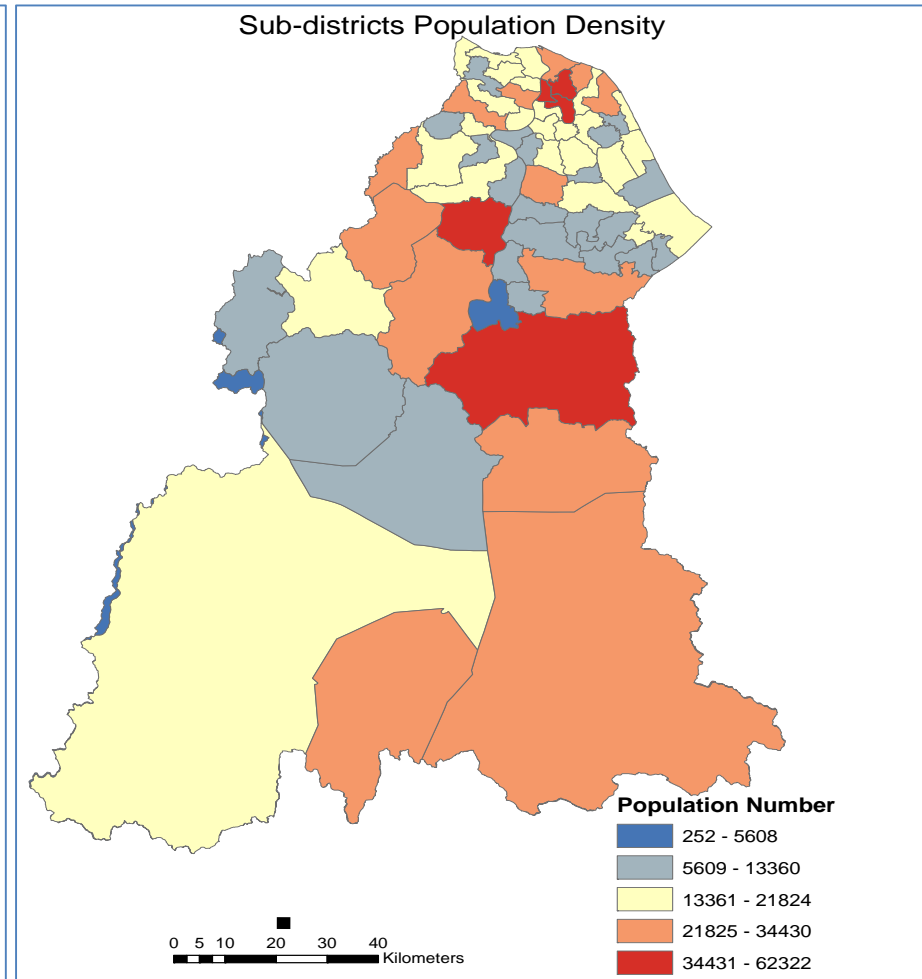 Sub-districts Population Density
Population Number
252 - 5608
5609 - 13360
13361 - 21824
21825 - 34430
34431 - 62322
0 5 10 20 30 40
Kilometers